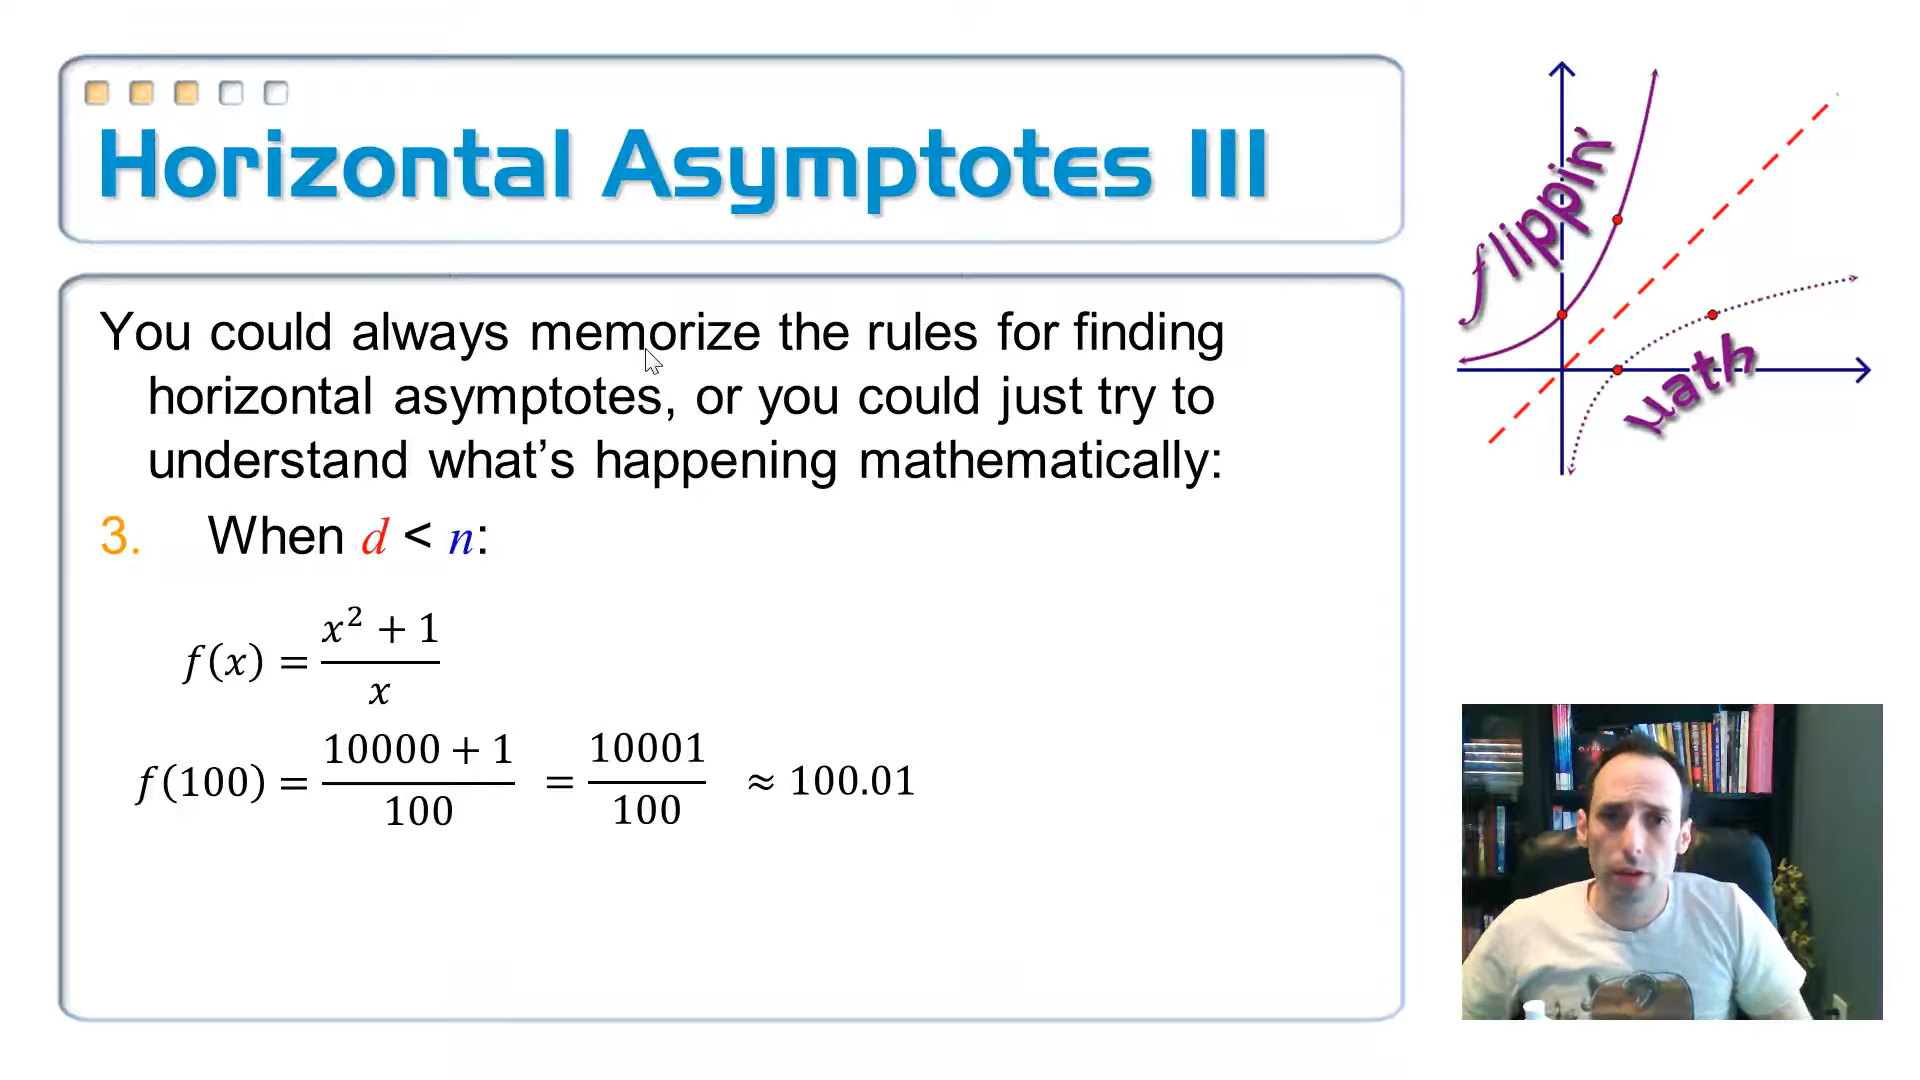 Horizontal Asymptotes III
flippin'
math
You could always memorize the rules for finding
horizontal asymptotes, or you could just try to
understand what's happening mathematically:
3. When d < n:
f(x) = (x² + 1)/x
f(100) = (10000 + 1)/100 = 10001/100 ≈ 100.01